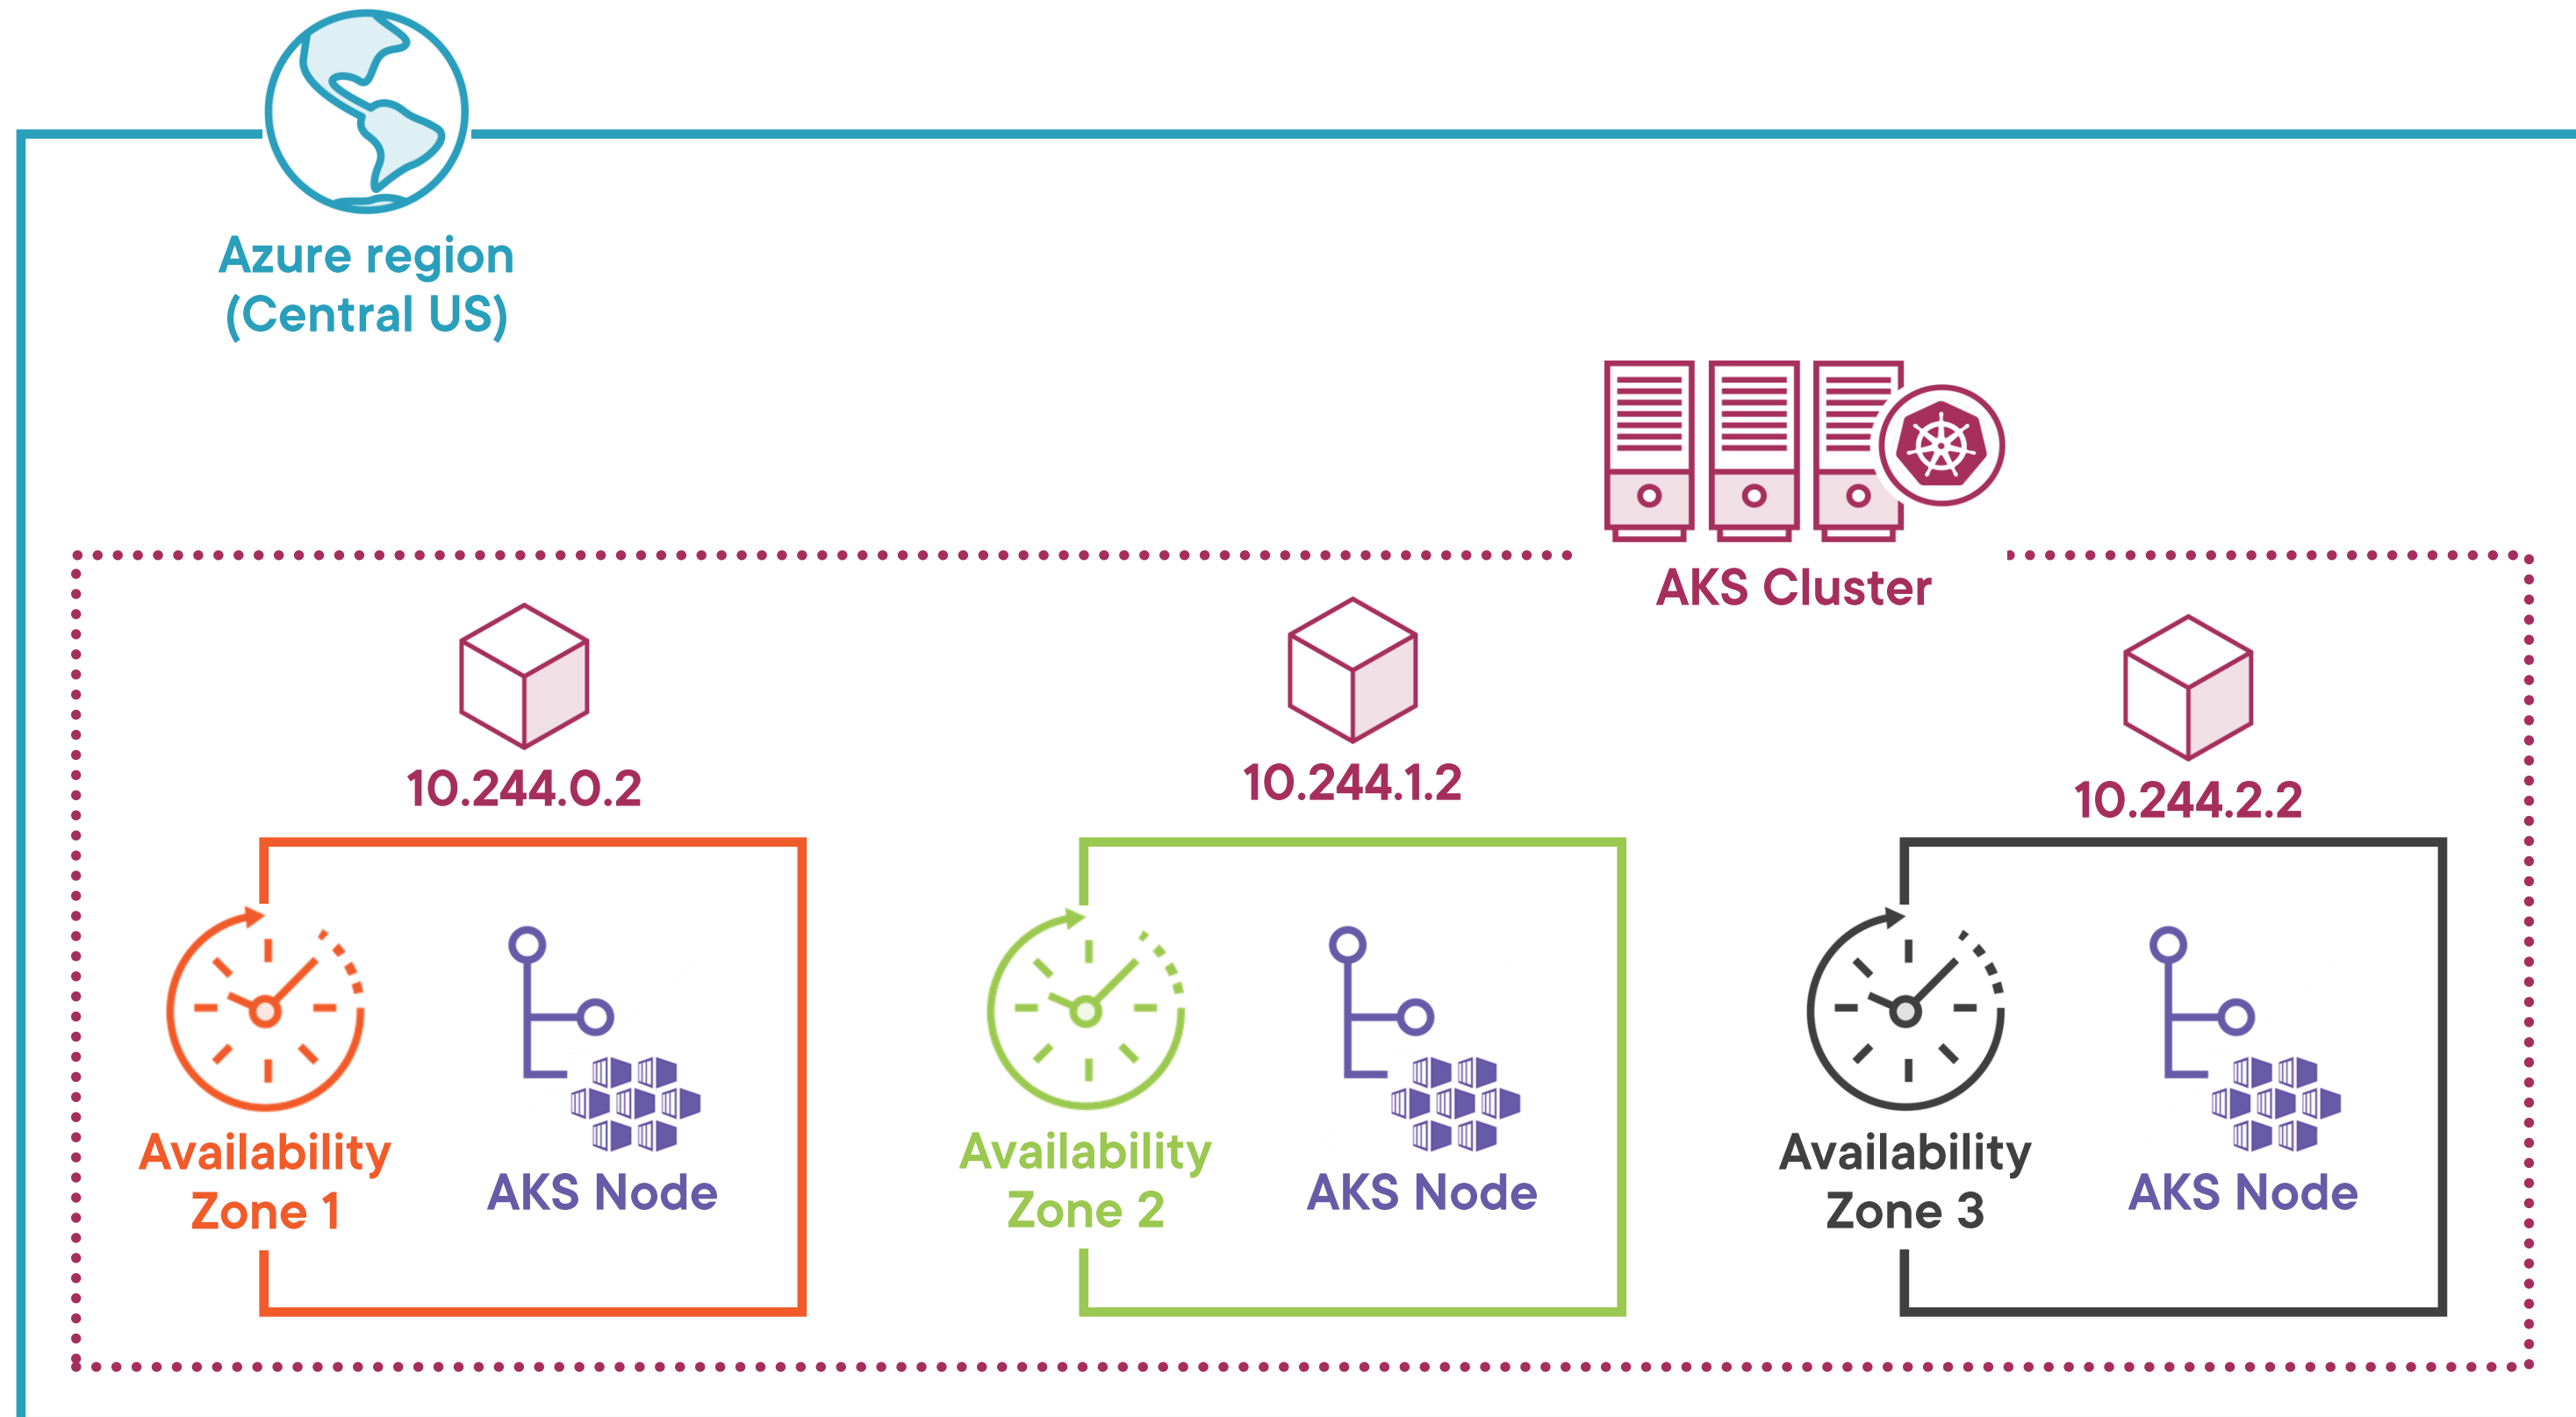 Azure region
(Central US)
AKS Cluster
10.244.0.2
10.244.1.2
10.244.2.2
Availability
Zone 1
AKS Node
Availability
Zone 2
AKS Node
Availability
Zone 3
AKS Node